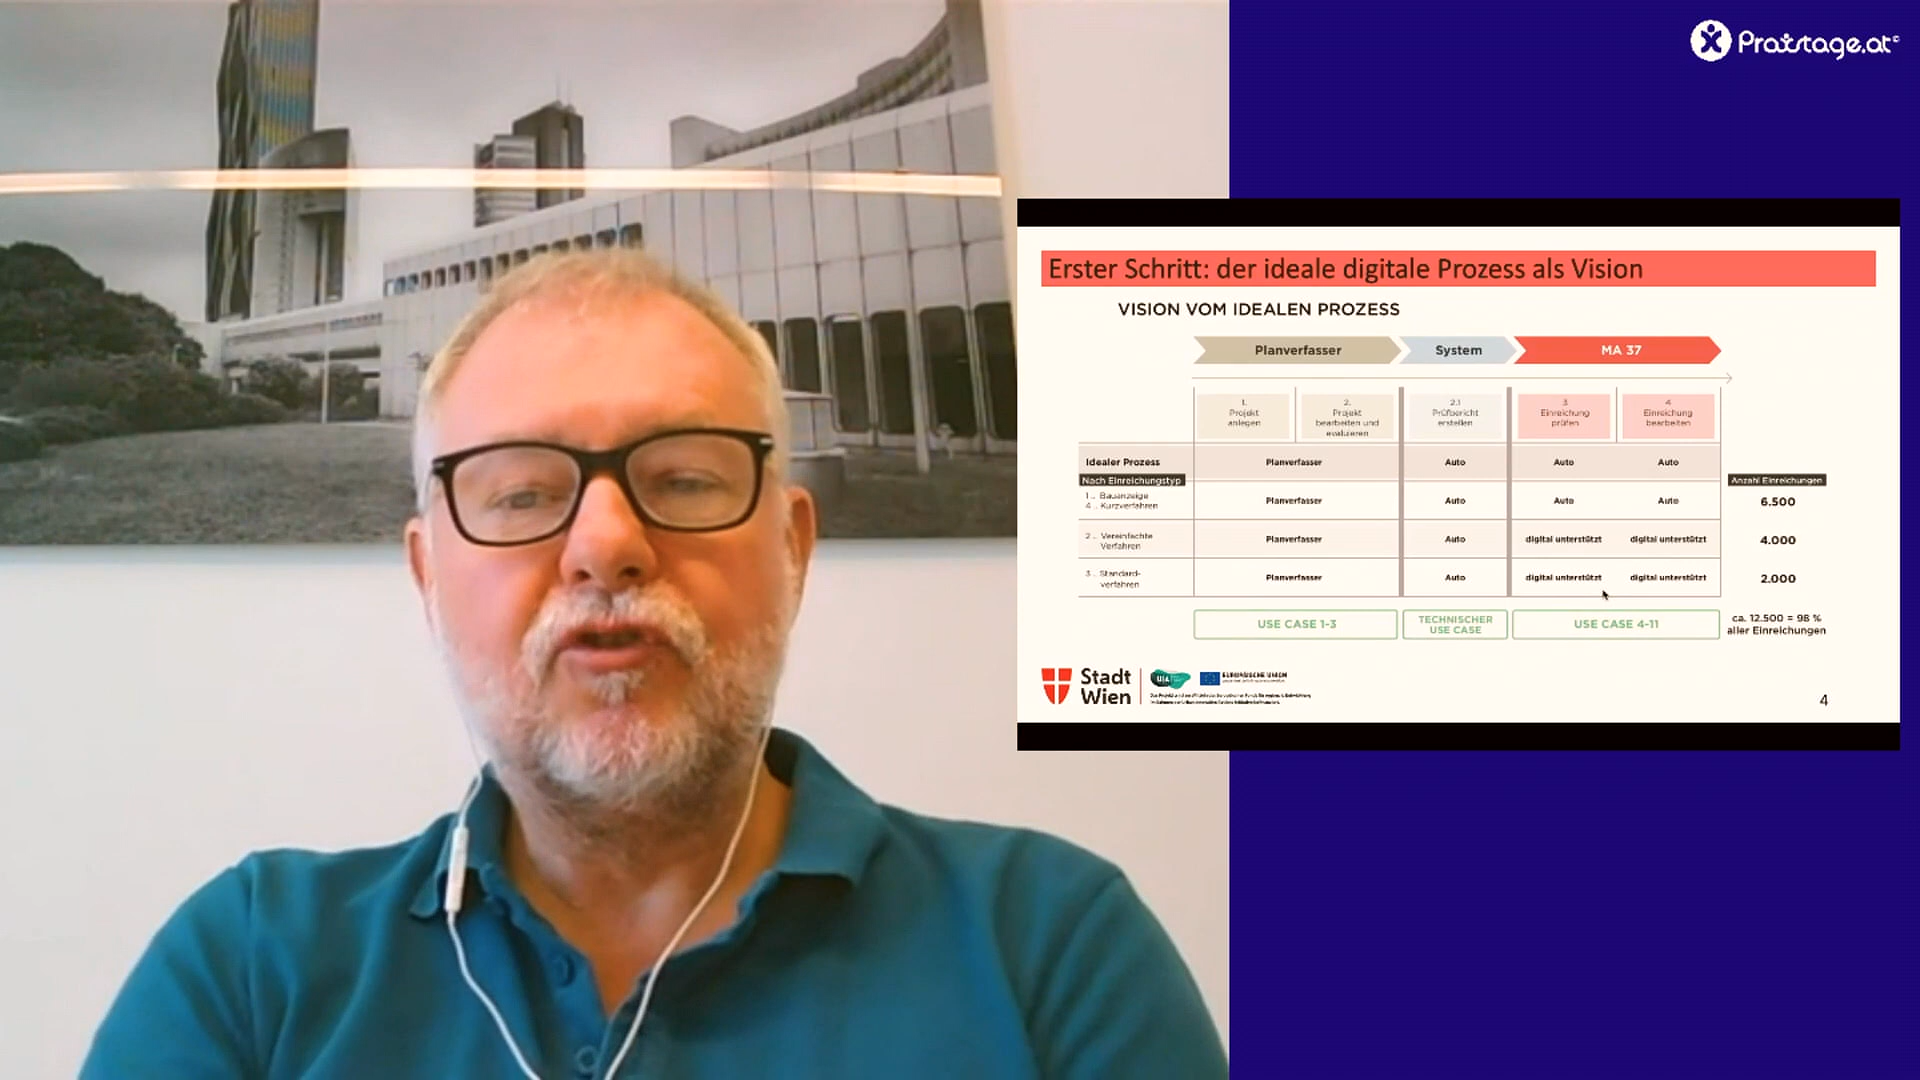 Praxistage.at®
Erster Schritt: der ideale digitale Prozess als Vision
VISION VOM IDEALEN PROZESS
Planverfasser System MA 37
1. Projekt anlegen
2. Projekt bearbeiten und evaluieren
2.1 Prüfbericht erstellen
3. Einreichung prüfen
4. Einreichung bearbeiten
Idealer Prozess Planverfasser Auto Auto Auto
Nach Einreichungstyp Anzahl Einreichungen
1 .. Bauanzeige
4 .. Kurzverfahren
Planverfasser Auto Auto Auto 6.500
2 .. Vereinfachte
Verfahren
Planverfasser Auto digital unterstützt digital unterstützt 4.000
3 .. Standard-
verfahren
Planverfasser Auto digital unterstützt digital unterstützt 2.000
USE CASE 1-3
TECHNISCHER
USE CASE
USE CASE 4-11
ca. 12.500 = 98 %
aller Einreichungen
Stadt
Wien
UIA
EUROPÄISCHE UNION
4